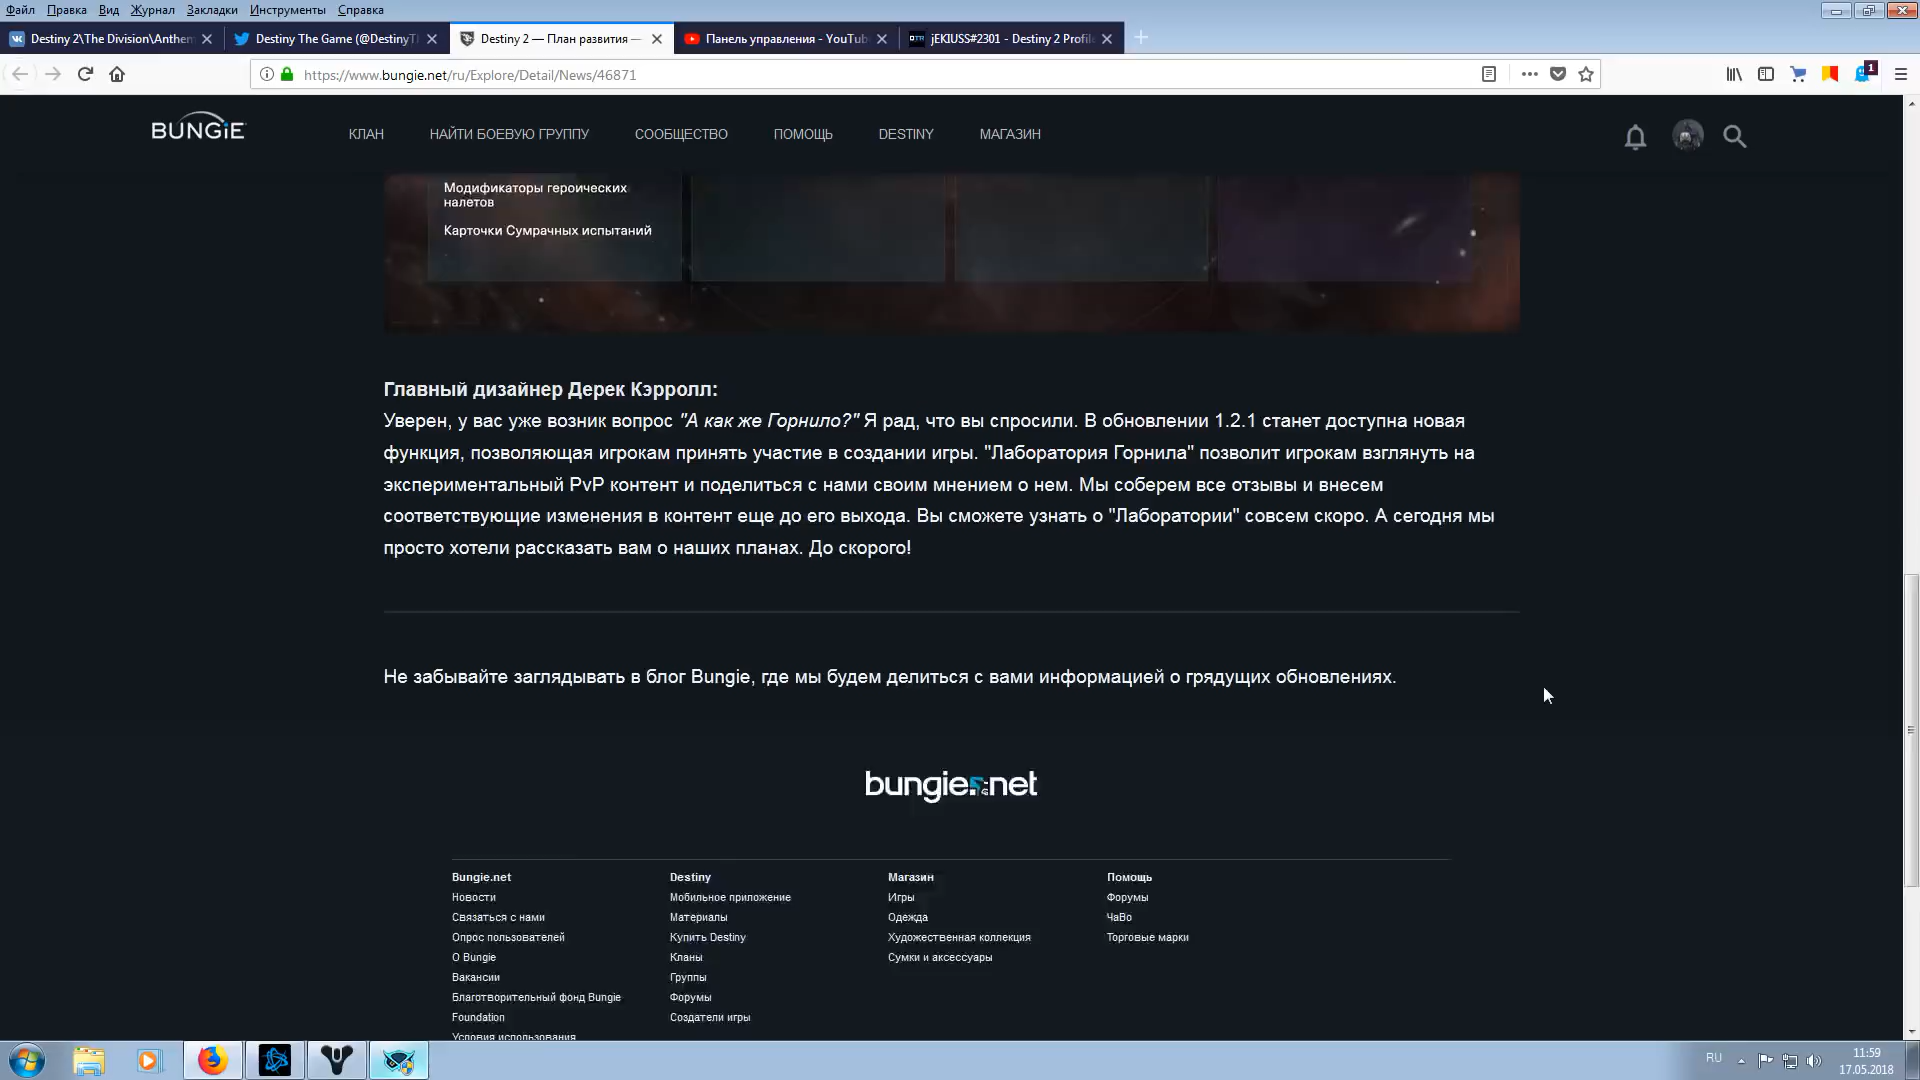 Файл Правка Вид Журнал Закладки Инструменты Справка
Destiny 2\The Division\Anthem Destiny The Game (@DestinyT Destiny 2 — План развития — Панель управления - YouTub jEKIUSS#2301 - Destiny 2 Profil
https://www.bungie.net/ru/Explore/Detail/News/46871
1
BUNGiE КЛАН НАЙТИ БОЕВУЮ ГРУППУ СООБЩЕСТВО ПОМОЩЬ DESTINY МАГАЗИН
Модификаторы героических
налетов
Карточки Сумрачных испытаний
Главный дизайнер Дерек Кэрролл:
Уверен, у вас уже возник вопрос "А как же Горнило?" Я рад, что вы спросили. В обновлении 1.2.1 станет доступна новая
функция, позволяющая игрокам принять участие в создании игры. "Лаборатория Горнила" позволит игрокам взглянуть на
экспериментальный PvP контент и поделиться с нами своим мнением о нем. Мы соберем все отзывы и внесем
соответствующие изменения в контент еще до его выхода. Вы сможете узнать о "Лаборатории" совсем скоро. А сегодня мы
просто хотели рассказать вам о наших планах. До скорого!
Не забывайте заглядывать в блог Bungie, где мы будем делиться с вами информацией о грядущих обновлениях.
bungie.net
Bungie.net Destiny Магазин Помощь
Новости Мобильное приложение Игры Форумы
Связаться с нами Материалы Одежда ЧаВо
Опрос пользователей Купить Destiny Художественная коллекция Торговые марки
О Bungie Кланы Сумки и аксессуары
Вакансии Группы
Благотворительный фонд Bungie Форумы
Foundation Создатели игры
Условия использования
RU 11:59
17.05.2018